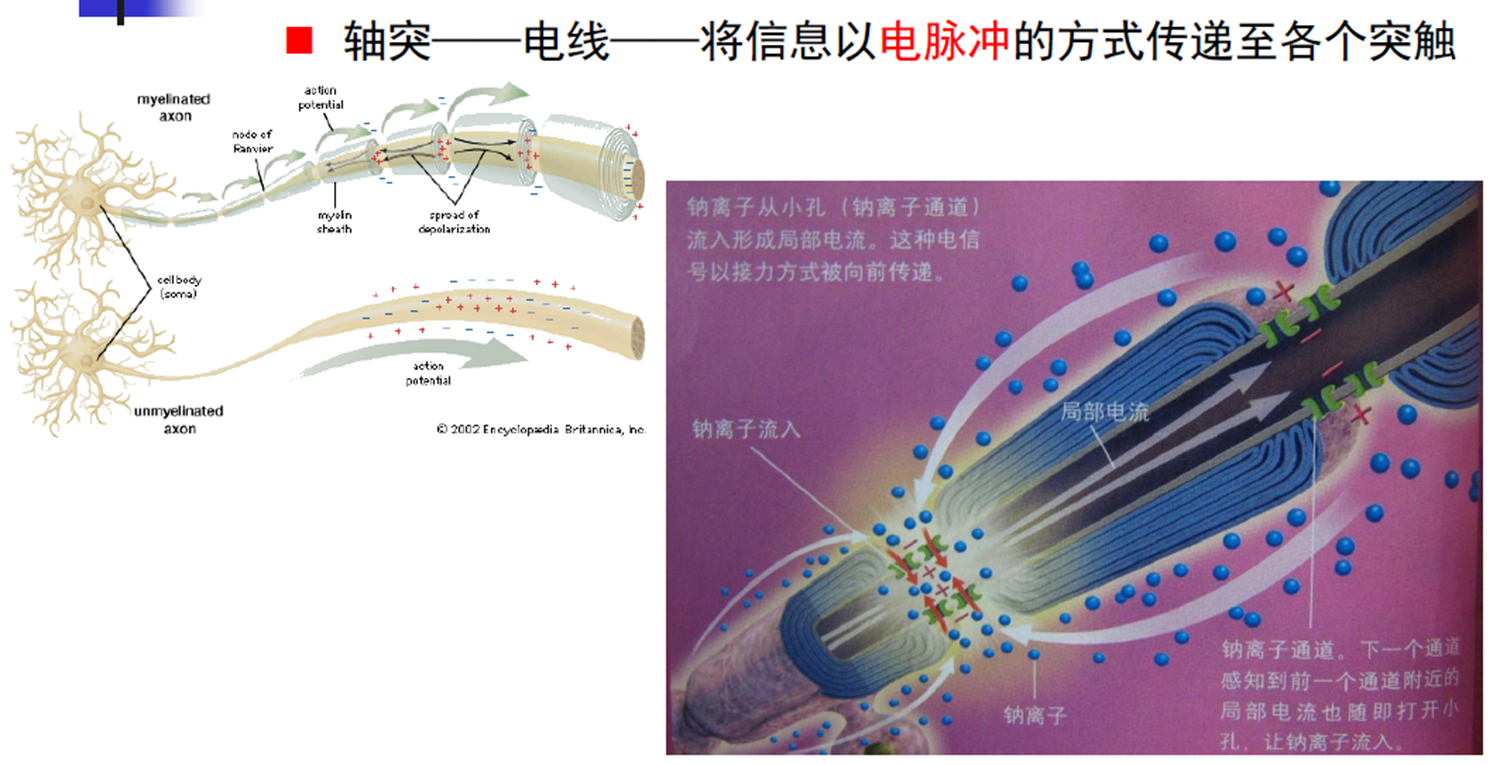 轴突——电线——将信息以电脉冲的方式传递至各个突触
myelinated
axon
action
potential
node of
Ranvier
myelin
sheath
spread of
depolarization
cell body
(soma)
action
potential
unmyelinated
axon
© 2002 Encyclopædia Britannica, Inc.
钠离子从小孔（钠离子通道）
流入形成局部电流。这种电信
号以接力方式被向前传递。
局部电流
钠离子流入
钠离子
钠离子通道。下一个通道
感知到前一个通道附近的
局部电流也随即打开小
孔，让钠离子流入。